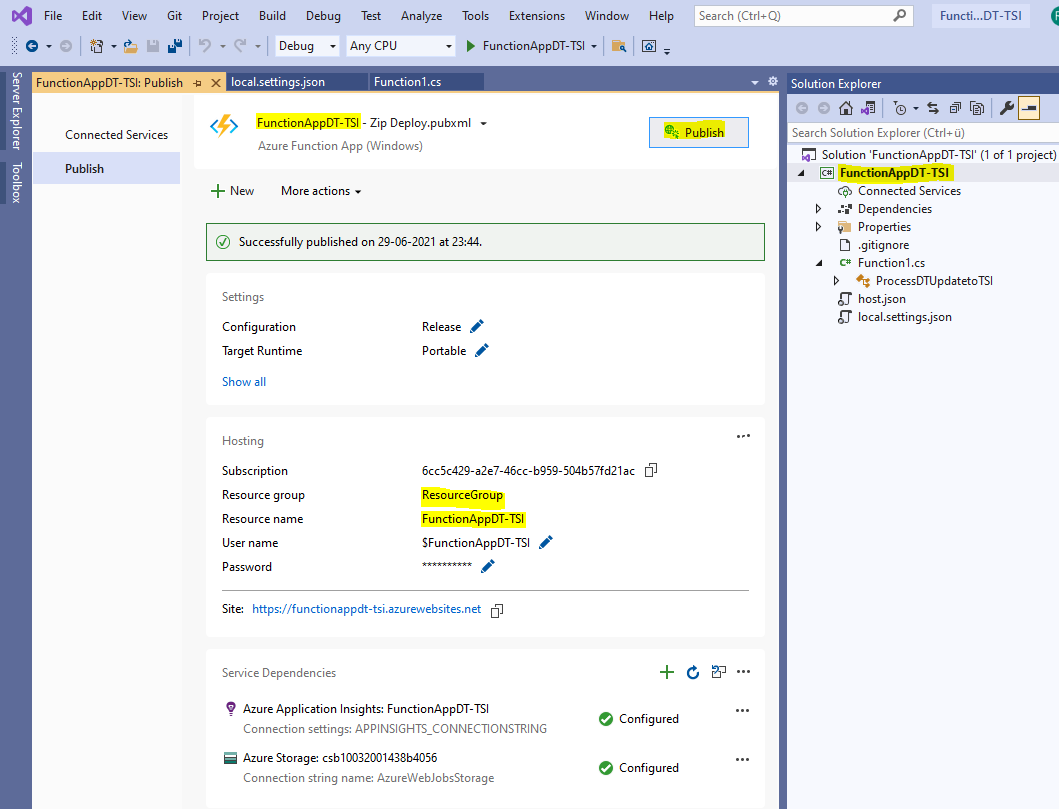 File Edit View Git Project Build Debug Test Analyze Tools Extensions Window Help Search (Ctrl+Q) Functi...DT-TSI
Debug Any CPU FunctionAppDT-TSI
Server Explorer
Toolbox
FunctionAppDT-TSI: Publish local.settings.json Function1.cs
Connected Services
Publish
FunctionAppDT-TSI - Zip Deploy.pubxml
Azure Function App (Windows)
Publish
New More actions
Successfully published on 29-06-2021 at 23:44.
Settings
Configuration Release
Target Runtime Portable
Show all
Hosting
Subscription 6cc5c429-a2e7-46cc-b959-504b57fd21ac
Resource group ResourceGroup
Resource name FunctionAppDT-TSI
User name $FunctionAppDT-TSI
Password **********
Site: https://functionappdt-tsi.azurewebsites.net
Service Dependencies
Azure Application Insights: FunctionAppDT-TSI
Connection settings: APPINSIGHTS_CONNECTIONSTRING
Configured
Azure Storage: csb10032001438b4056
Connection string name: AzureWebJobsStorage
Configured
Solution Explorer
Search Solution Explorer (Ctrl+ü)
Solution 'FunctionAppDT-TSI' (1 of 1 project)
C# FunctionAppDT-TSI
Connected Services
Dependencies
Properties
.gitignore
C# Function1.cs
ProcessDTUpdatetoTSI
host.json
local.settings.json